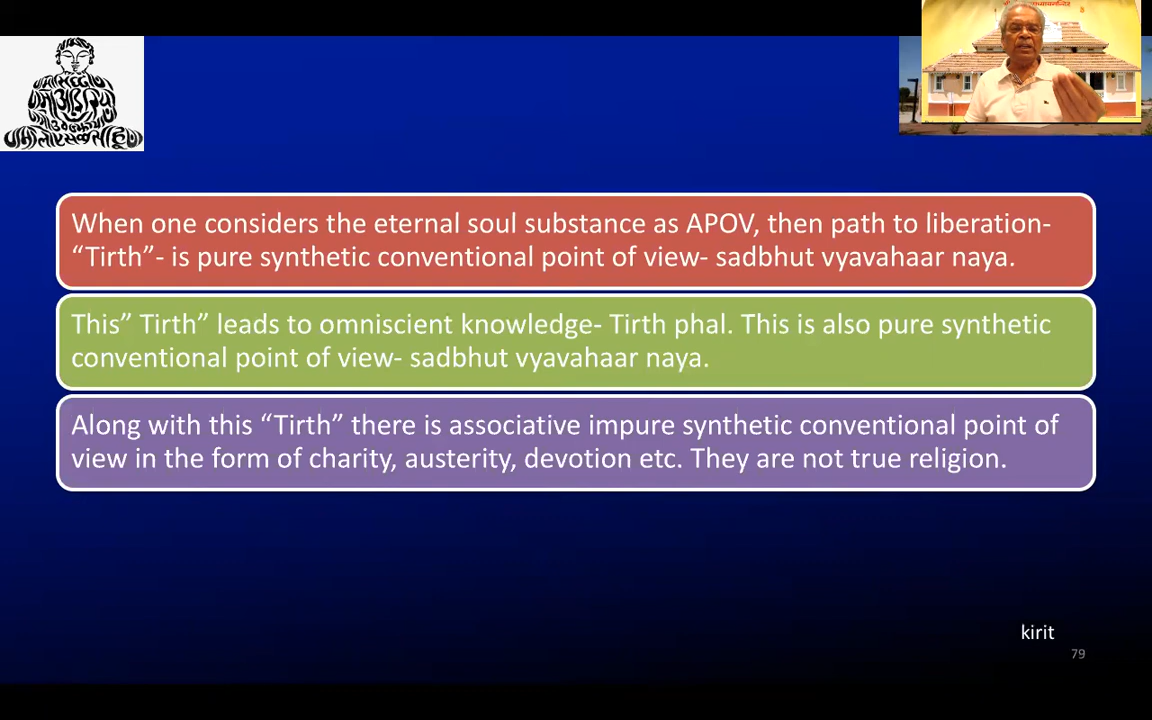 When one considers the eternal soul substance as APOV, then path to liberation-
“Tirth”- is pure synthetic conventional point of view- sadbhut vyavahaar naya.
This” Tirth” leads to omniscient knowledge- Tirth phal. This is also pure synthetic
conventional point of view- sadbhut vyavahaar naya.
Along with this “Tirth” there is associative impure synthetic conventional point of
view in the form of charity, austerity, devotion etc. They are not true religion.
kirit
79